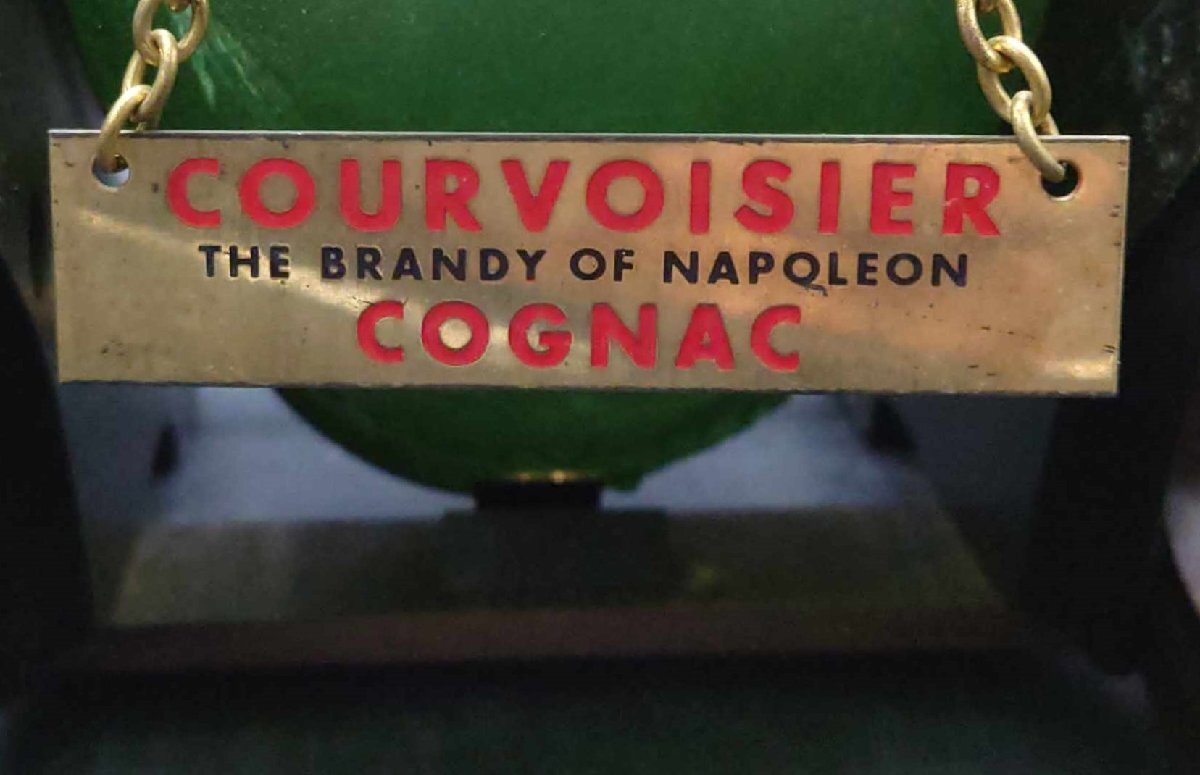 COURVOISIER
THE BRANDY OF NAPOLEON
COGNAC